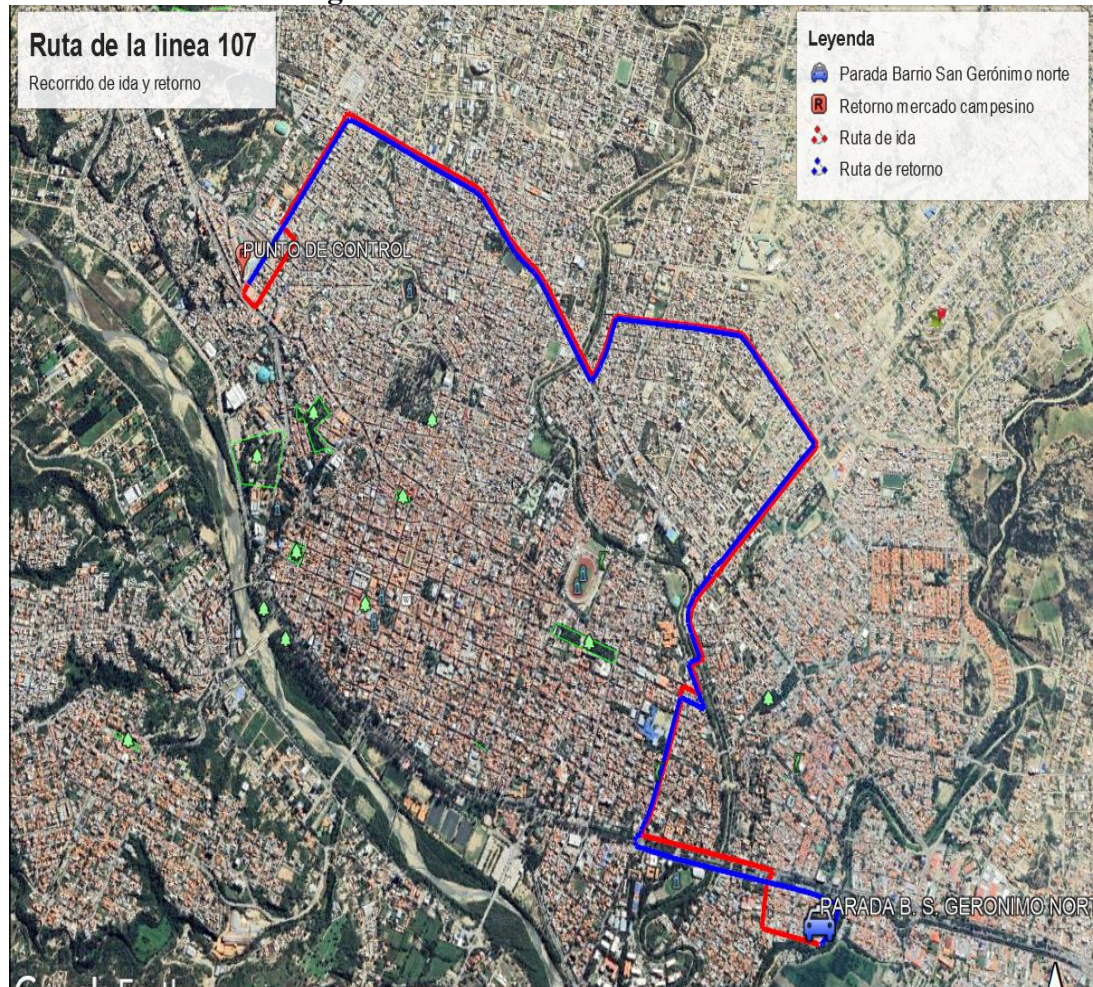 Ruta de la linea 107
Recorrido de ida y retorno
Leyenda
Parada Barrio San Gerónimo norte
R Retorno mercado campesino
Ruta de ida
Ruta de retorno
PUNTO DE CONTROL
PARADA B. S. GERONIMO NORT